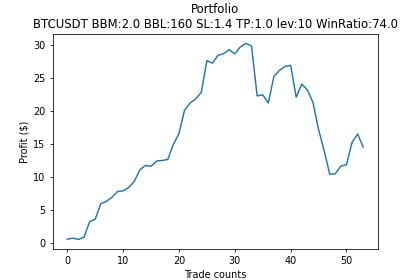 Portfolio
BTCUSDT BBM:2.0 BBL:160 SL:1.4 TP:1.0 lev:10 WinRatio:74.0
30
25
20
15
10
5
0
Profit ($)
0 10 20 30 40 50
Trade counts